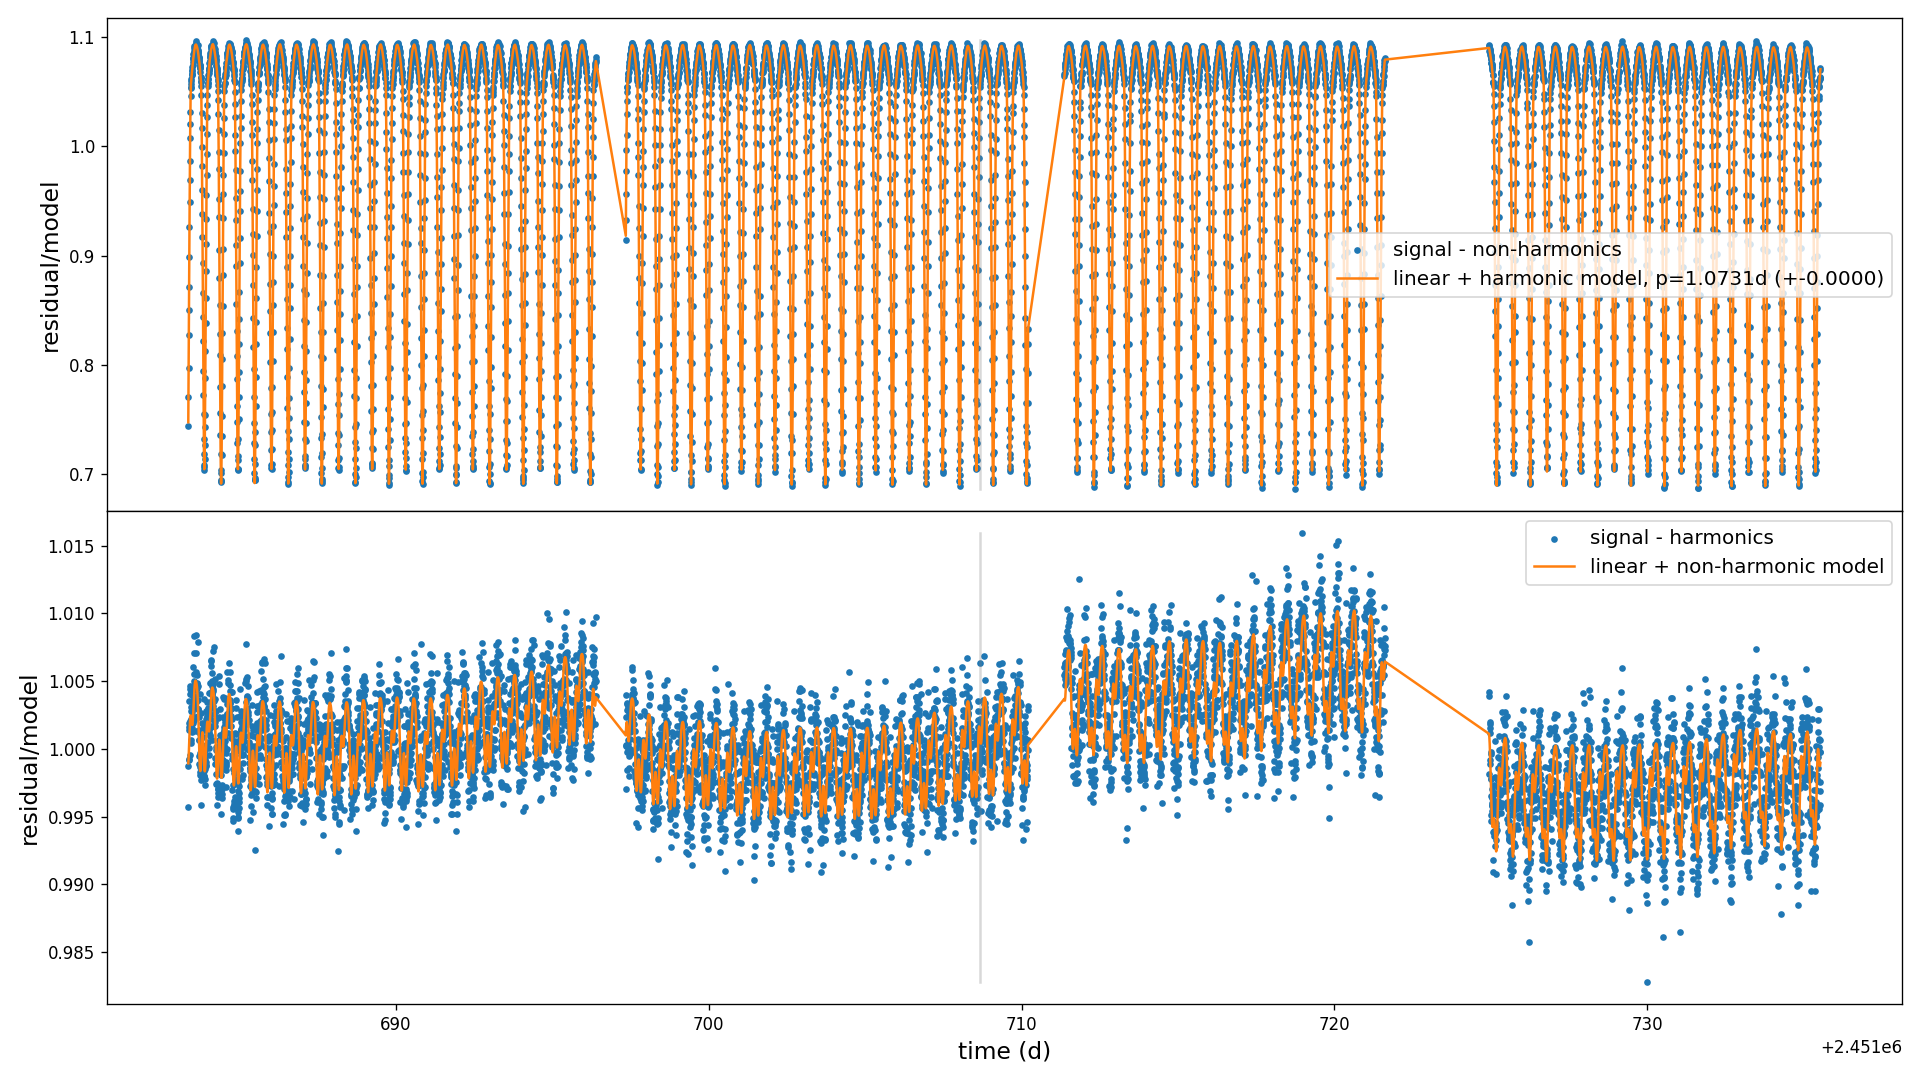 1.1
1.0
0.9
0.8
0.7
residual/model
signal - non-harmonics
linear + harmonic model, p=1.0731d (+-0.0000)
1.015
1.010
1.005
1.000
0.995
0.990
0.985
residual/model
signal - harmonics
linear + non-harmonic model
690
700
710
720
730
time (d)
+2.451e6